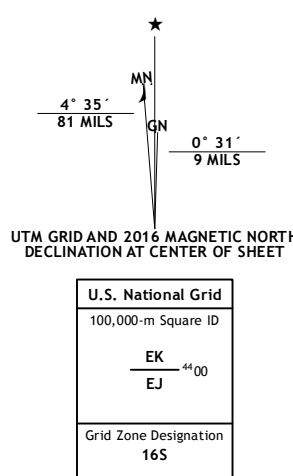 ★
MN
4° 35´
81 MILS
GN
0° 31´
9 MILS
UTM GRID AND 2016 MAGNETIC NORTH
DECLINATION AT CENTER OF SHEET
U.S. National Grid
100,000-m Square ID
EK
4400
EJ
Grid Zone Designation
16S